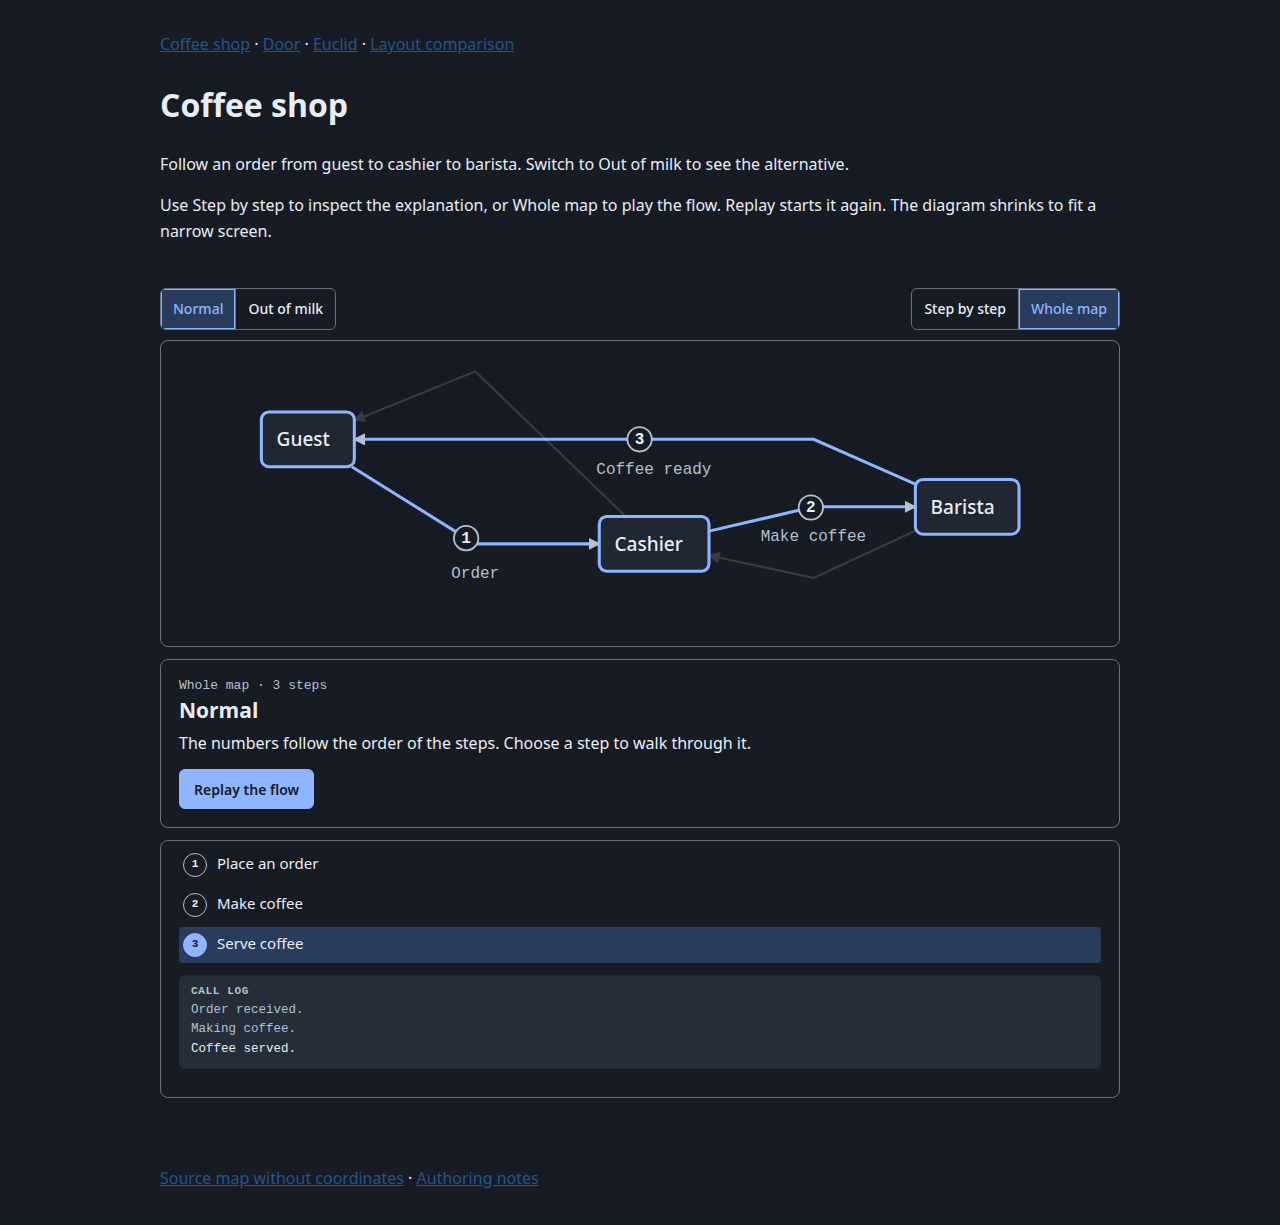 Coffee shop · Door · Euclid · Layout comparison
Coffee shop
Follow an order from guest to cashier to barista. Switch to Out of milk to see the alternative.
Use Step by step to inspect the explanation, or Whole map to play the flow. Replay starts it again. The diagram shrinks to fit a
narrow screen.
Normal Out of milk Step by step Whole map
Guest
3
Coffee ready
Barista
2
Make coffee
1
Cashier
Order
Whole map · 3 steps
Normal
The numbers follow the order of the steps. Choose a step to walk through it.
Replay the flow
1 Place an order
2 Make coffee
3 Serve coffee
CALL LOG
Order received.
Making coffee.
Coffee served.
Source map without coordinates · Authoring notes